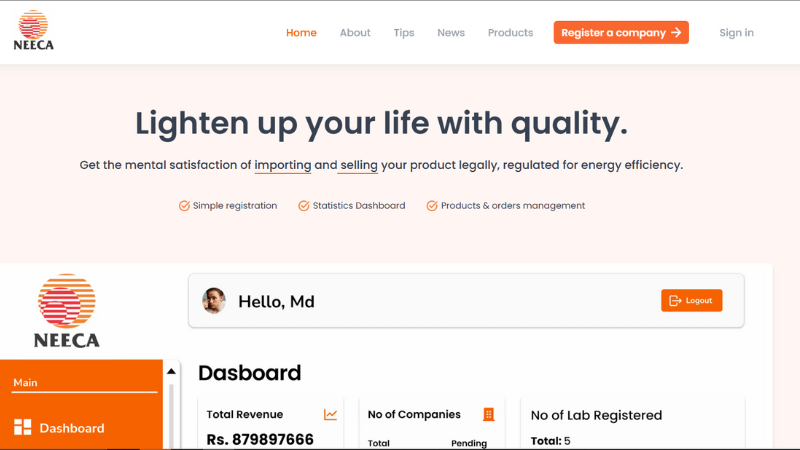 NEECA
Home About Tips News Products Register a company Sign in
Lighten up your life with quality.
Get the mental satisfaction of importing and selling your product legally, regulated for energy efficiency.
Simple registration Statistics Dashboard Products & orders management
NEECA
Hello, Md
Logout
Main
Dashboard
Dasboard
Total Revenue
Rs. 879897666
No of Companies
Total Pending
No of Lab Registered
Total: 5